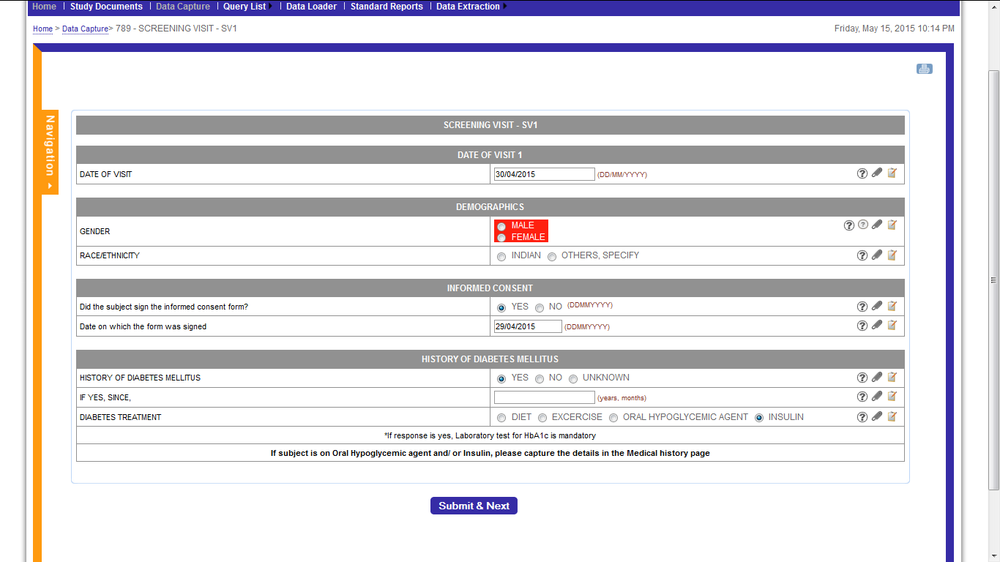 Home | Study Documents | Data Capture | Query List | Data Loader | Standard Reports | Data Extraction
Home > Data Capture> 789 - SCREENING VISIT - SV1 Friday, May 15, 2015 10:14 PM
Navigation
SCREENING VISIT - SV1
DATE OF VISIT 1
DATE OF VISIT 30/04/2015 (DD/MM/YYYY)
DEMOGRAPHICS
GENDER MALE
FEMALE
RACE/ETHNICITY INDIAN OTHERS, SPECIFY
INFORMED CONSENT
Did the subject sign the informed consent form? YES NO (DDMMYYYY)
Date on which the form was signed 29/04/2015 (DDMMYYYY)
HISTORY OF DIABETES MELLITUS
HISTORY OF DIABETES MELLITUS YES NO UNKNOWN
IF YES, SINCE, (years, months)
DIABETES TREATMENT DIET EXCERCISE ORAL HYPOGLYCEMIC AGENT INSULIN
*If response is yes, Laboratory test for HbA1c is mandatory
If subject is on Oral Hypoglycemic agent and/ or Insulin, please capture the details in the Medical history page
Submit & Next